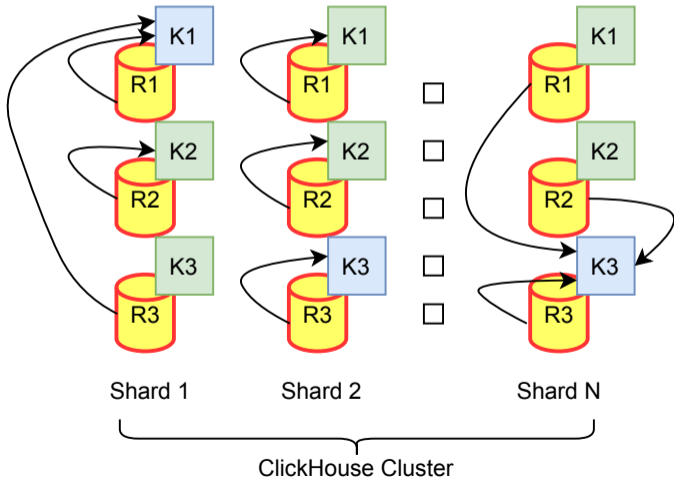 K1 K1 K1
R1 R1 R1
K2 K2 K2
R2 R2 R2
K3 K3 K3
R3 R3 R3
Shard 1 Shard 2 Shard N
ClickHouse Cluster